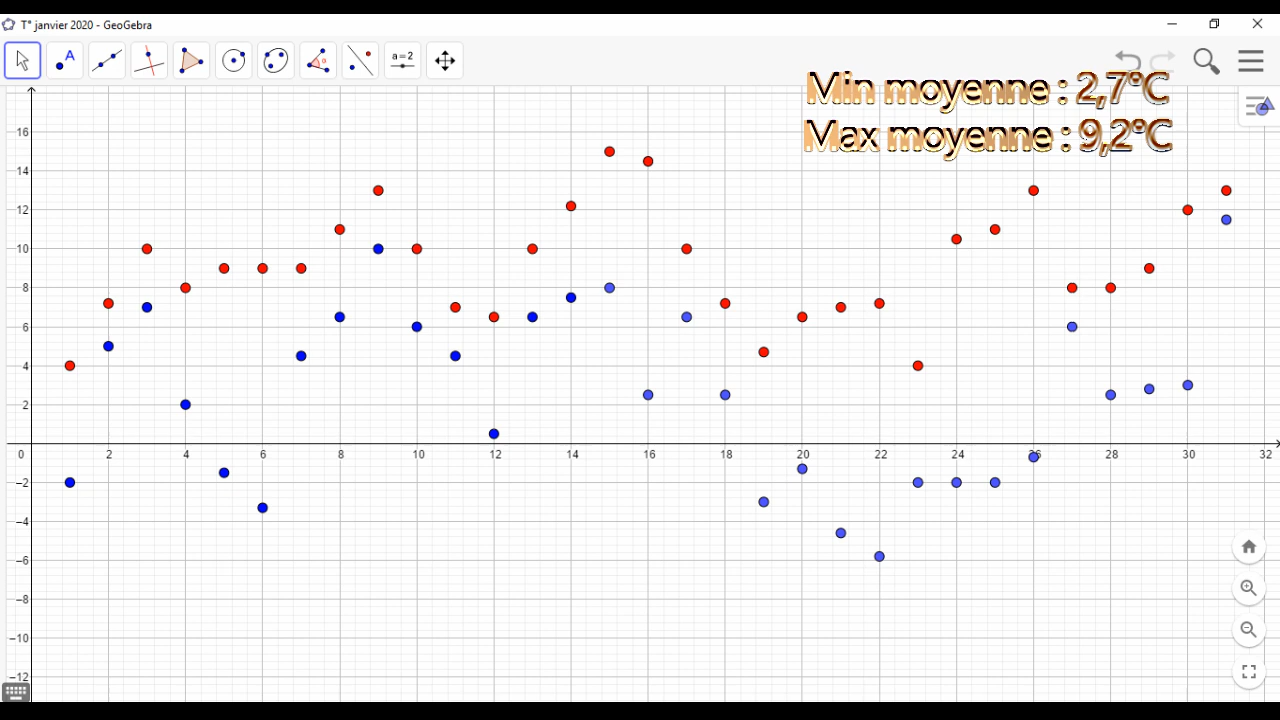 T° janvier 2020 - GeoGebra
A
a=2
Min moyenne : 2,7°C
Max moyenne : 9,2°C
16
14
12
10
8
6
4
2
0 2 4 6 8 10 12 14 16 18 20 22 24 26 28 30 32
−2
−4
−6
−8
−10
−12